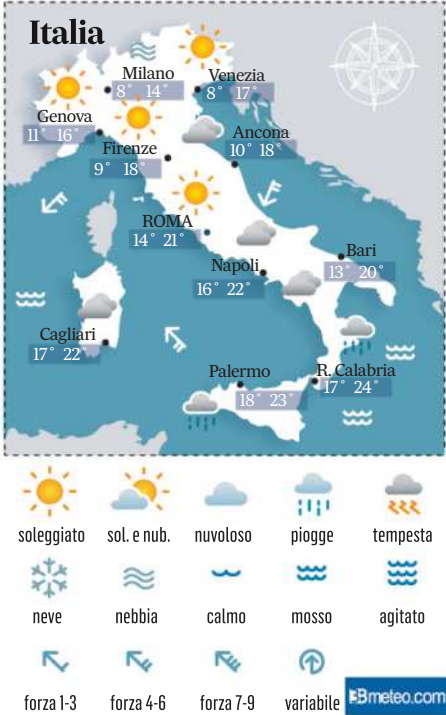 Italia
Milano
8° 14°
Venezia
8° 17°
Genova
11° 16°
Firenze
9° 18°
Ancona
10° 18°
ROMA
14° 21°
Napoli
16° 22°
Bari
13° 20°
Cagliari
17° 22°
Palermo
18° 23°
R. Calabria
17° 24°
soleggiato sol. e nub. nuvoloso piogge tempesta
neve nebbia calmo mosso agitato
forza 1-3 forza 4-6 forza 7-9 variabile
3Bmeteo.com